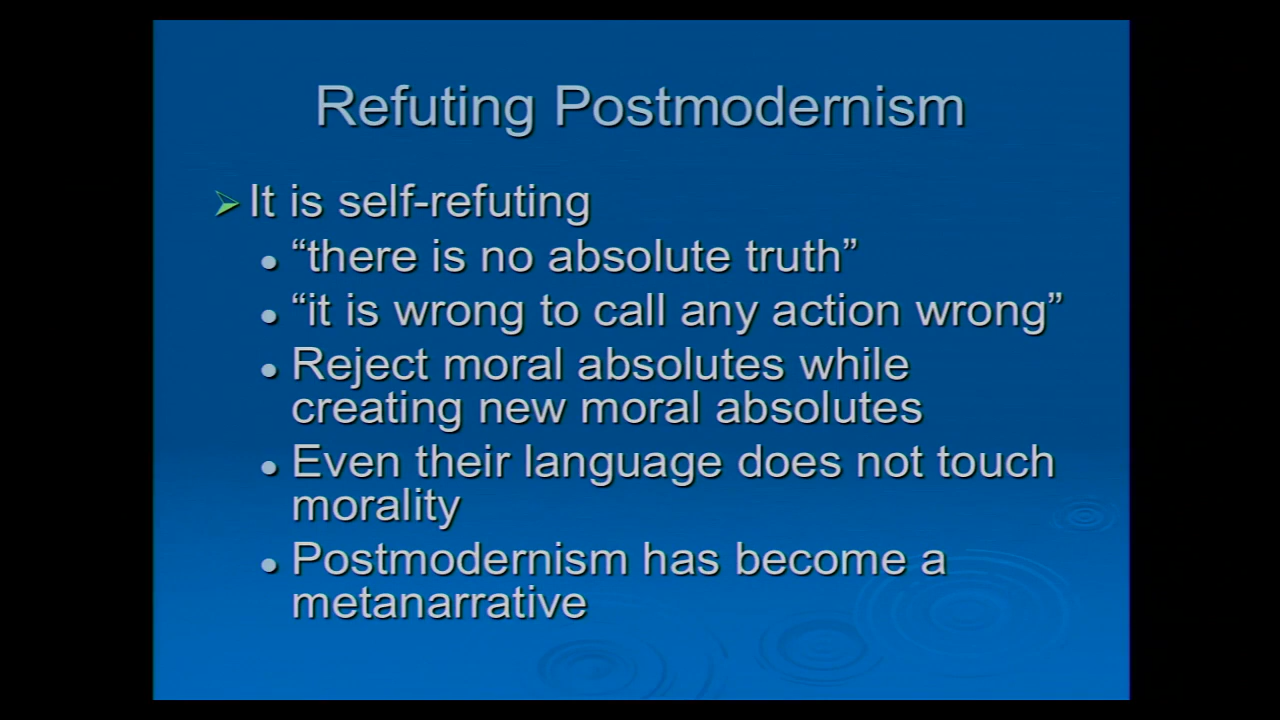 Refuting Postmodernism
It is self-refuting
“there is no absolute truth”
“it is wrong to call any action wrong”
Reject moral absolutes while
creating new moral absolutes
Even their language does not touch
morality
Postmodernism has become a
metanarrative